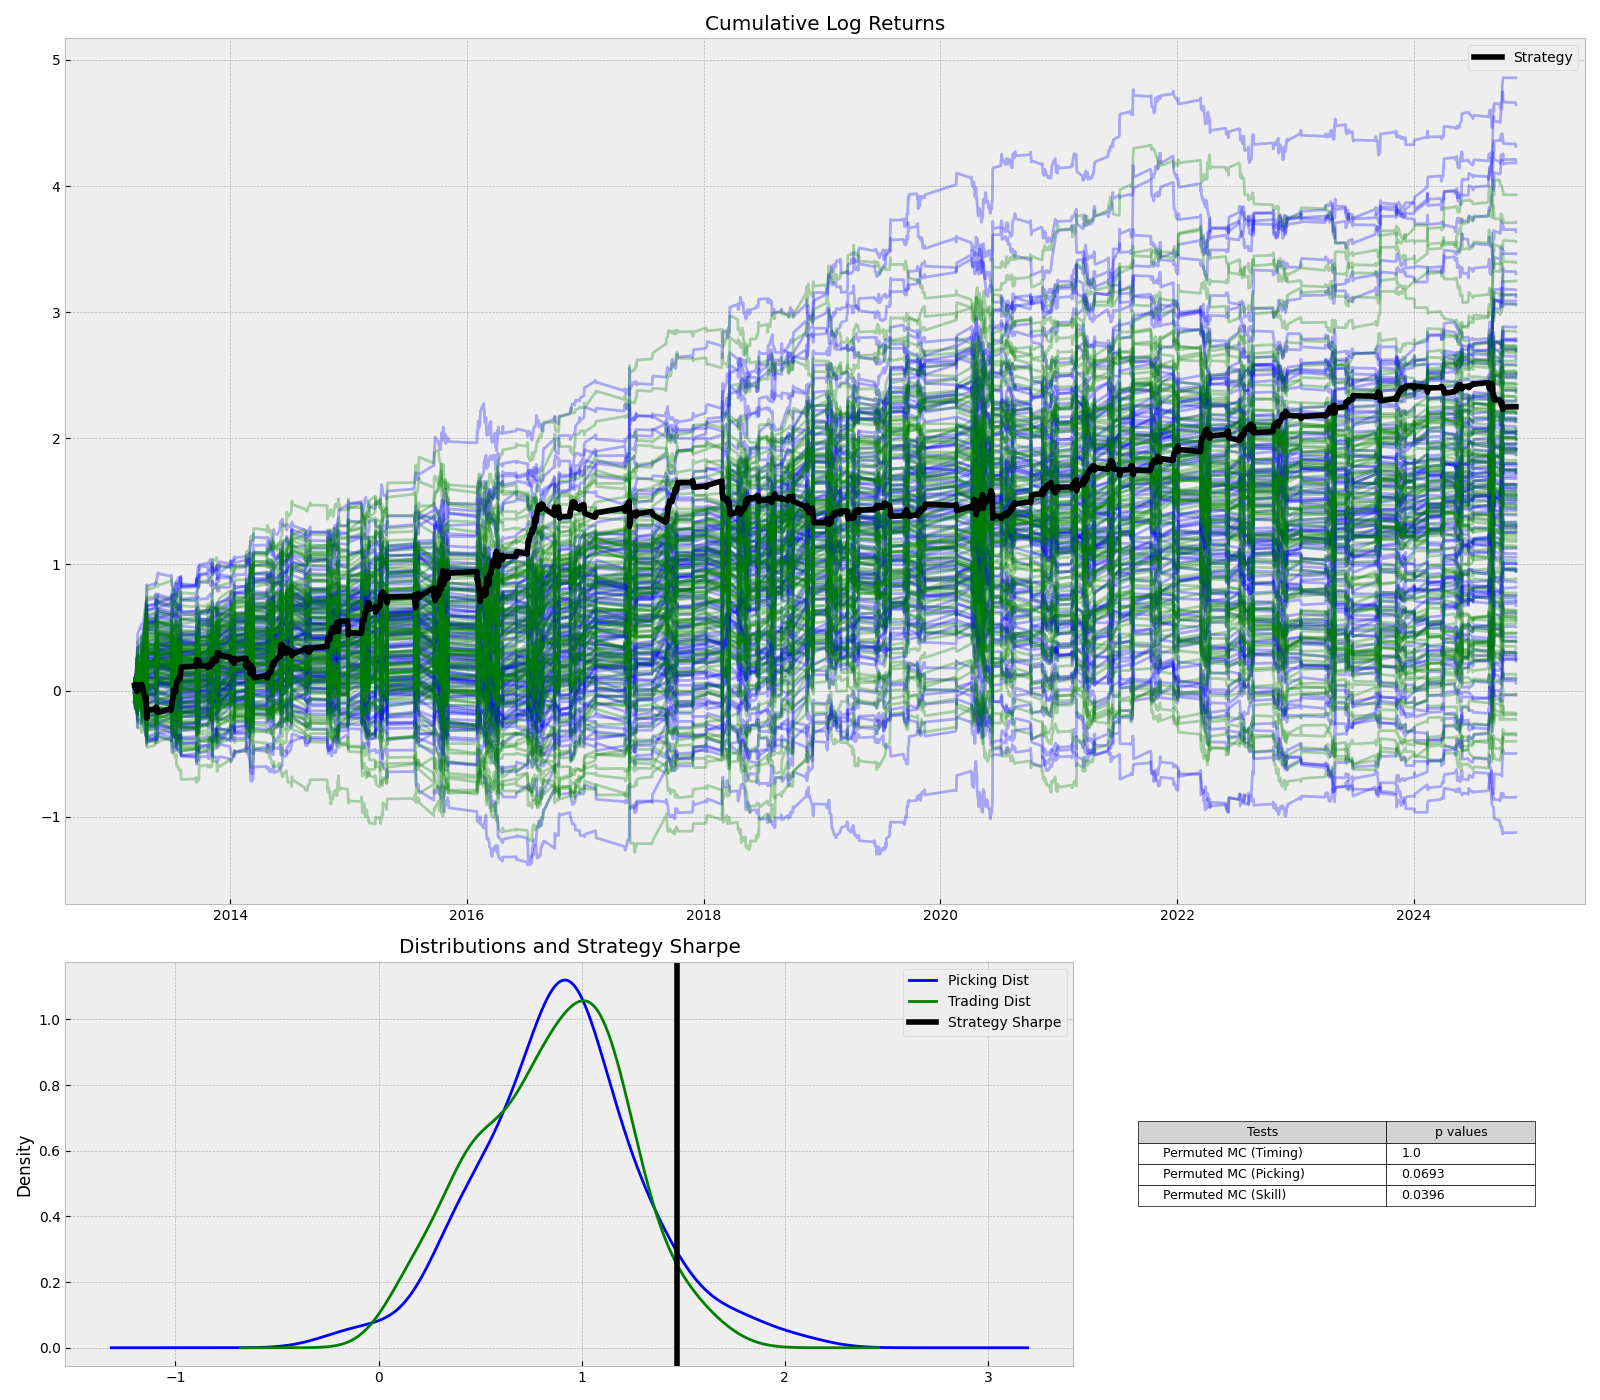 Cumulative Log Returns
5
4
3
2
1
0
−1
Strategy
2014 2016 2018 2020 2022 2024
Distributions and Strategy Sharpe
Density
1.0
0.8
0.6
0.4
0.2
0.0
Picking Dist
Trading Dist
Strategy Sharpe
−1 0 1 2 3
Tests p values
Permuted MC (Timing) 1.0
Permuted MC (Picking) 0.0693
Permuted MC (Skill) 0.0396